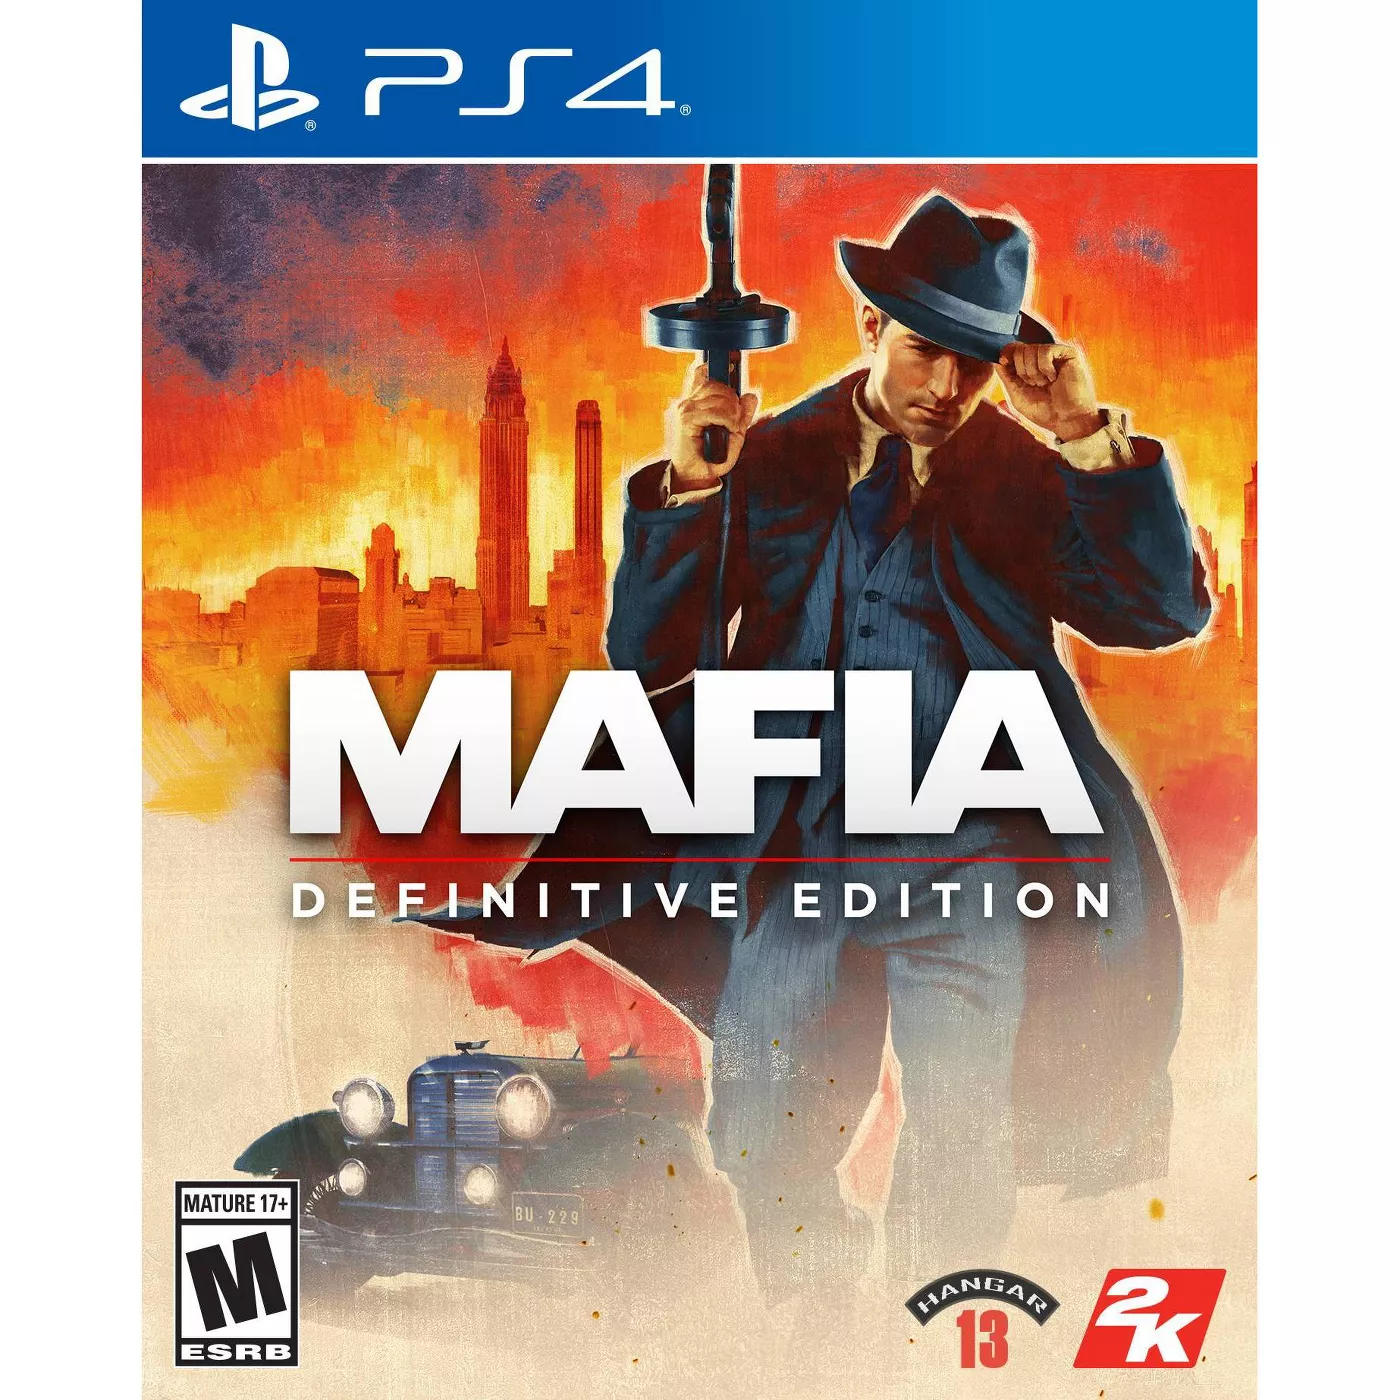 PS4
MAFIA
DEFINITIVE EDITION
BU-229
MATURE 17+
M
ESRB
HANGAR
13
2K